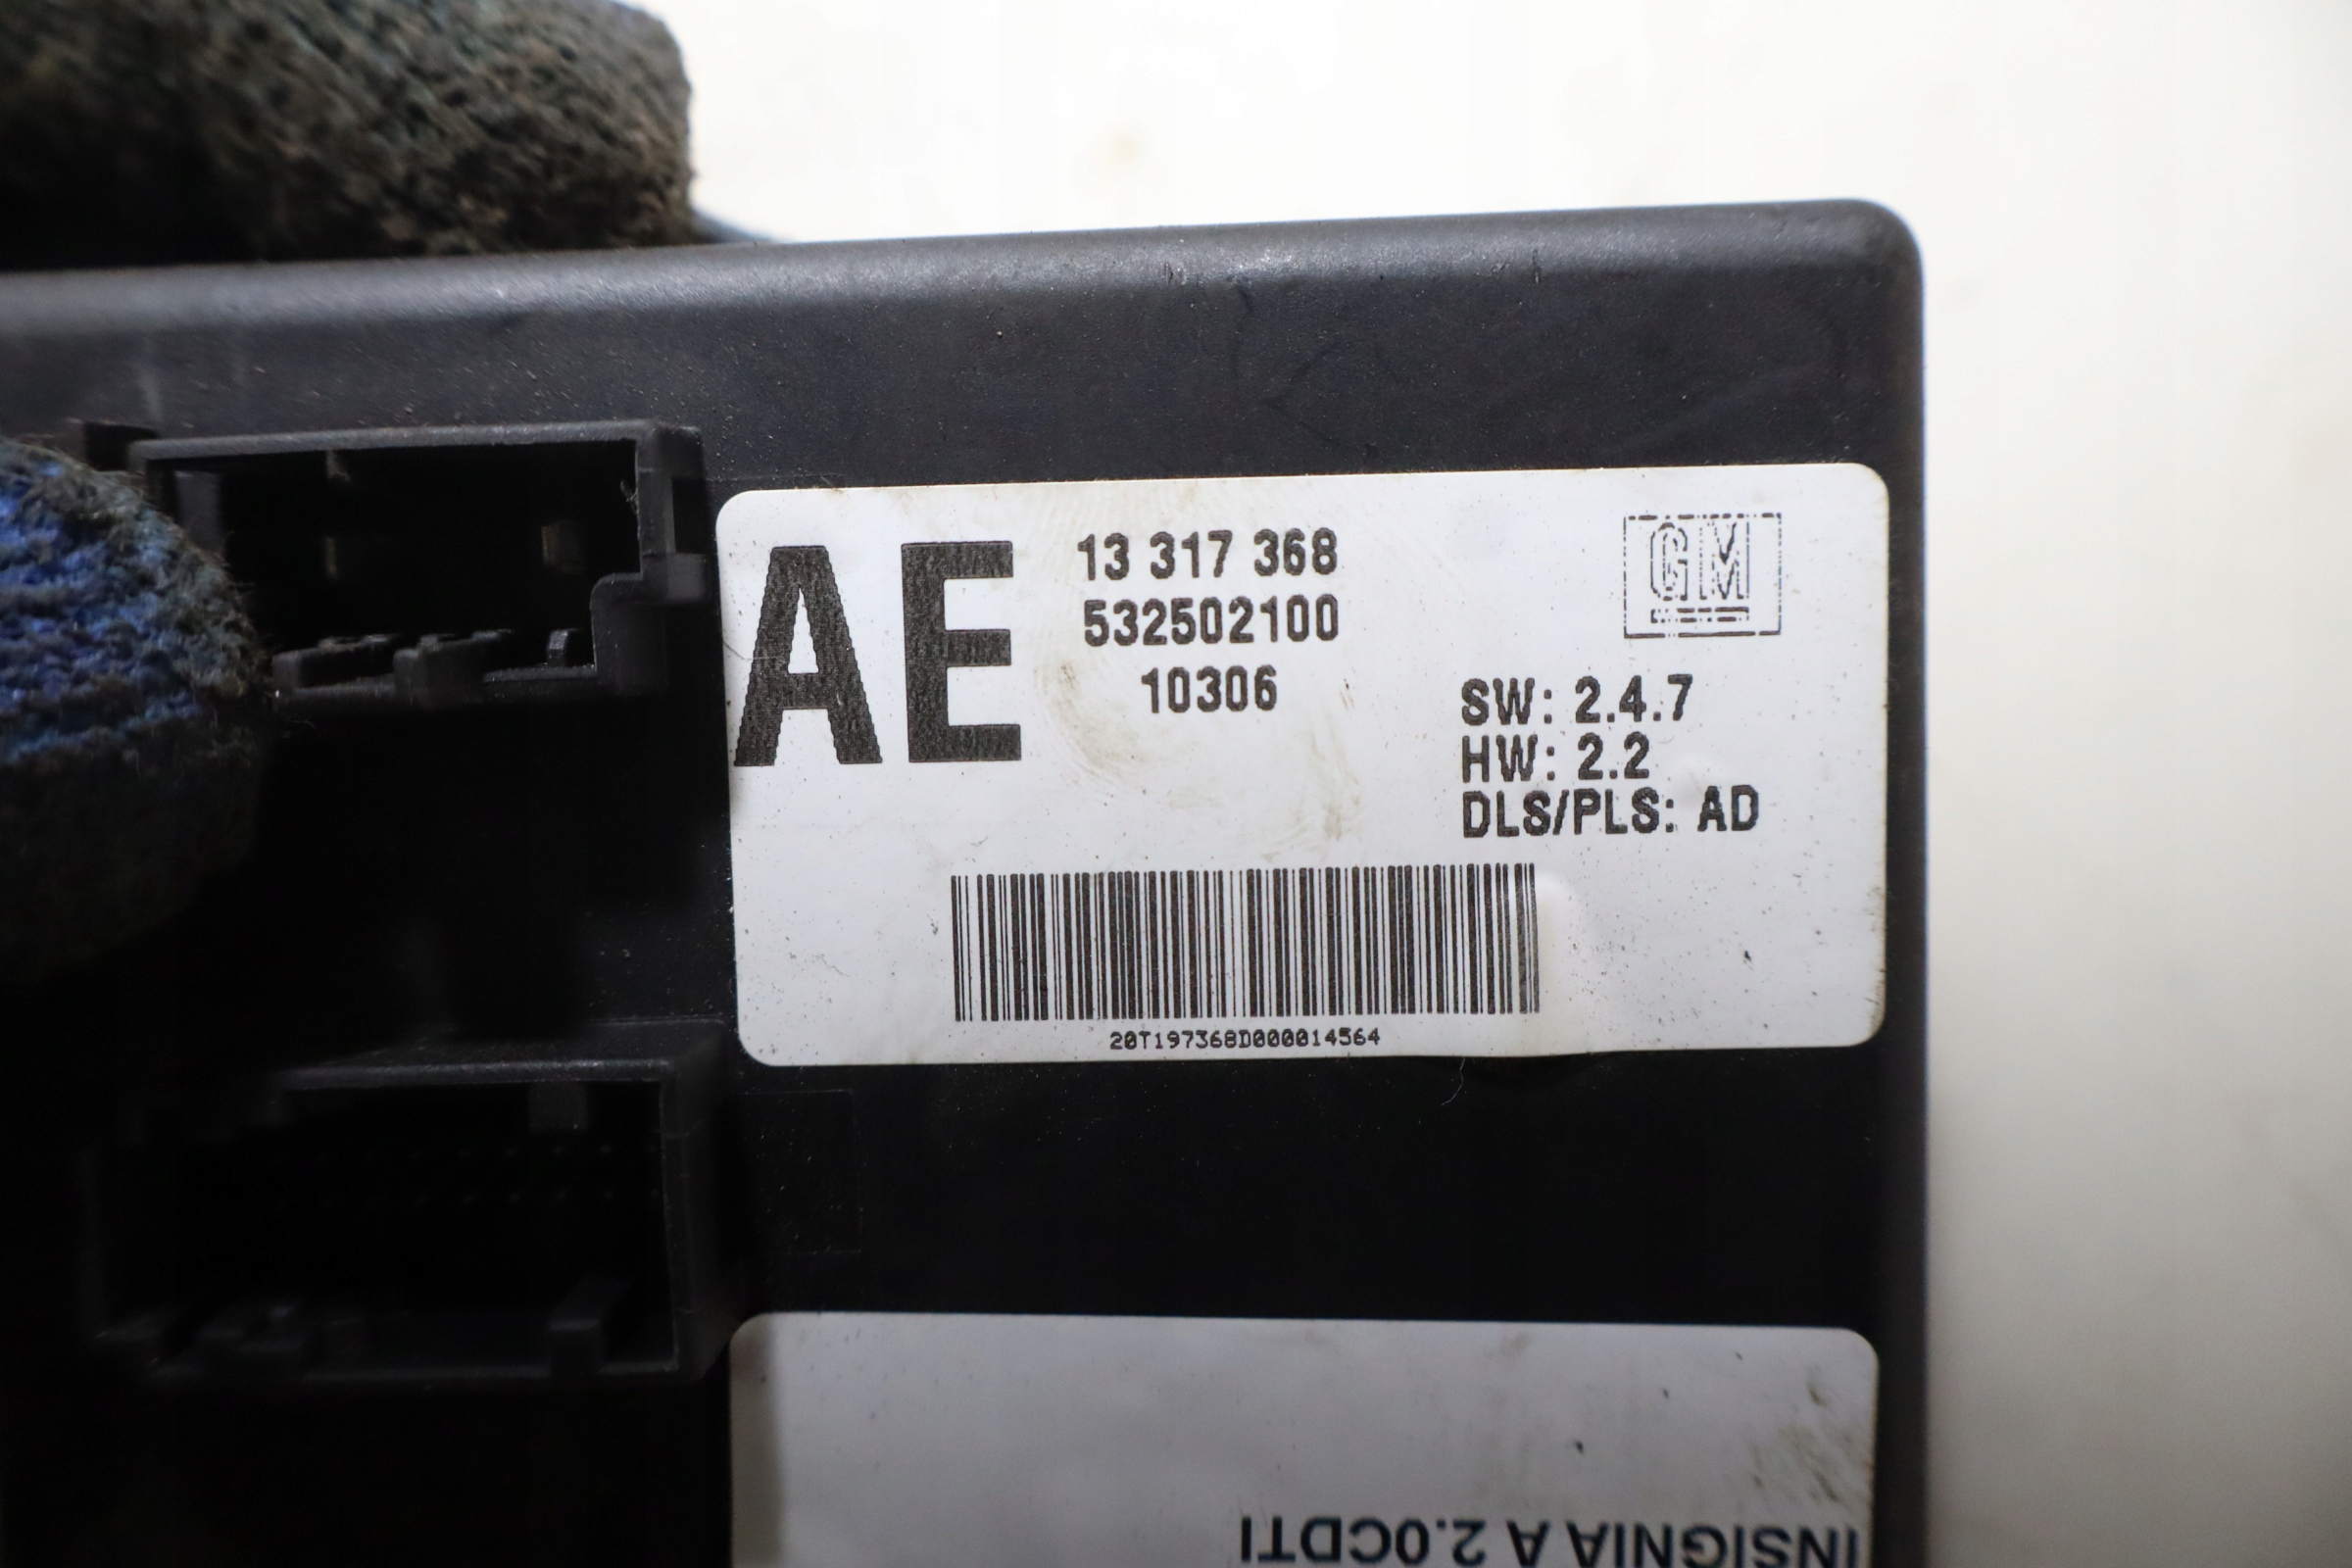 AE
13 317 368
532502100
10306
GM
SW: 2.4.7
HW: 2.2
DLS/PLS: AD
20T197368D000014564
INSIGNIA A 2.0CDTI